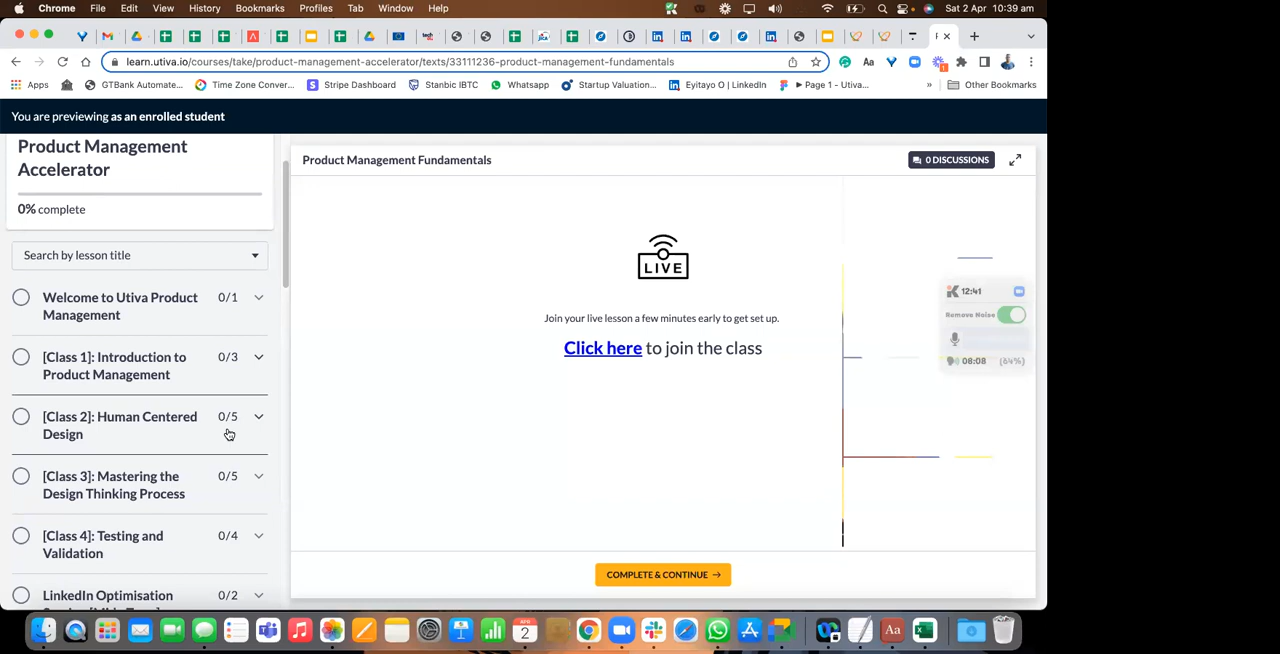 Chrome File Edit View History Bookmarks Profiles Tab Window Help Sat 2 Apr 10:39 am
learn.utiva.io/courses/take/product-management-accelerator/texts/33111236-product-management-fundamentals
Apps GTBank Automate... Time Zone Conver... Stripe Dashboard Stanbic IBTC Whatsapp Startup Valuation... Eyitayo O | LinkedIn Page 1 - Utiva... » Other Bookmarks
You are previewing as an enrolled student
Product Management
Accelerator
0% complete
Search by lesson title
Welcome to Utiva Product 0/1
Management
[Class 1]: Introduction to 0/3
Product Management
[Class 2]: Human Centered 0/5
Design
[Class 3]: Mastering the 0/5
Design Thinking Process
[Class 4]: Testing and 0/4
Validation
LinkedIn Optimisation 0/2
Product Management Fundamentals 0 DISCUSSIONS
LIVE
Join your live lesson a few minutes early to get set up.
Click here to join the class
12:41
Remove Noise
08:08 (64%)
COMPLETE & CONTINUE →
APR
2
Aa